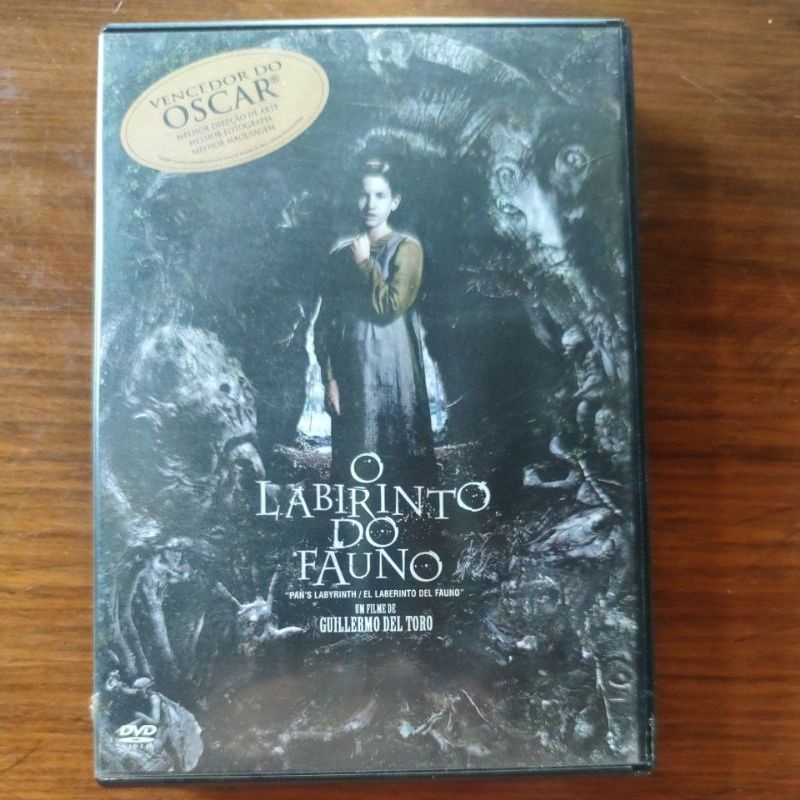 VENCEDOR DO
OSCAR®
MELHOR DIREÇÃO DE ARTE
MELHOR FOTOGRAFIA
MELHOR MAQUIAGEM
O
LABIRINTO
DO
FAUNO
"PAN'S LABYRINTH / EL LABERINTO DEL FAUNO"
UM FILME DE
GUILLERMO DEL TORO
DVD
VIDEO